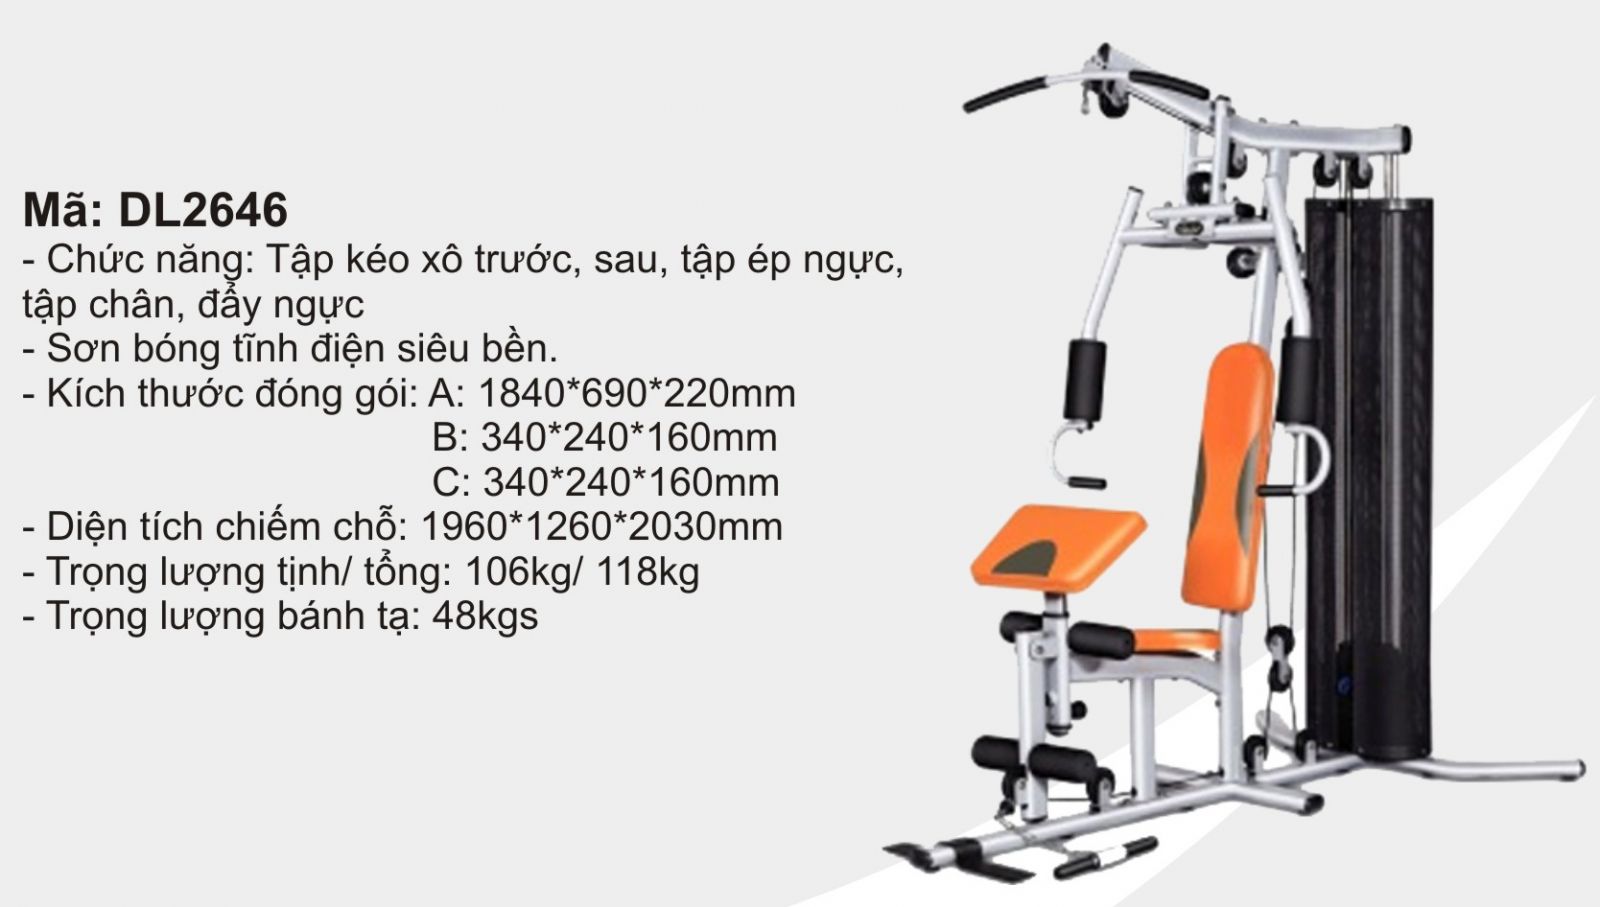 Mã: DL2646
- Chức năng: Tập kéo xô trước, sau, tập ép ngực,
tập chân, đẩy ngực
- Sơn bóng tĩnh điện siêu bền.
- Kích thước đóng gói: A: 1840*690*220mm
B: 340*240*160mm
C: 340*240*160mm
- Diện tích chiếm chỗ: 1960*1260*2030mm
- Trọng lượng tịnh/ tổng: 106kg/ 118kg
- Trọng lượng bánh tạ: 48kgs